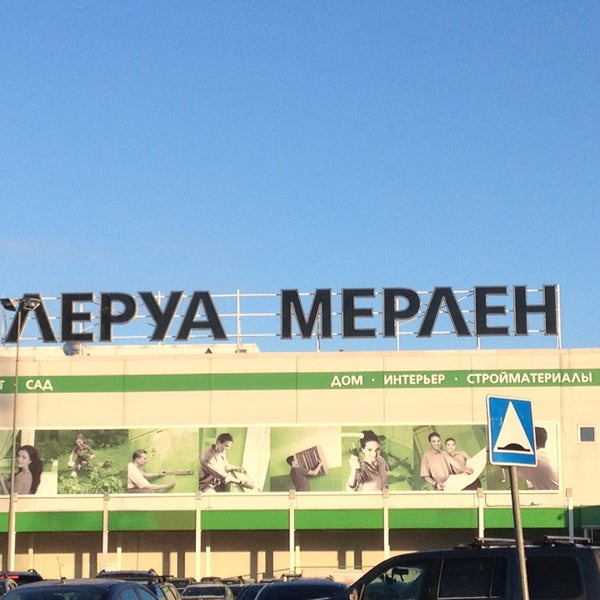 ЛЕРУА МЕРЛЕН
САД
ДОМ · ИНТЕРЬЕР · СТРОЙМАТЕРИАЛЫ